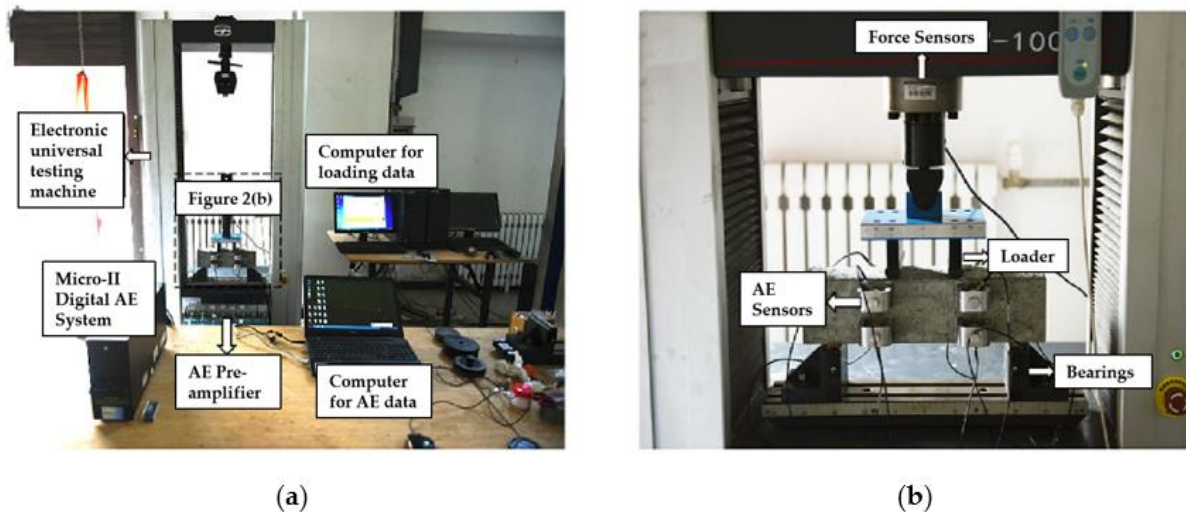 Electronic
universal
testing
machine
Figure 2(b)
Computer for
loading data
Micro-II
Digital AE
System
AE Pre-
amplifier
Computer
for AE data
(a)
Force Sensors
-100
Loader
AE
Sensors
Bearings
(b)